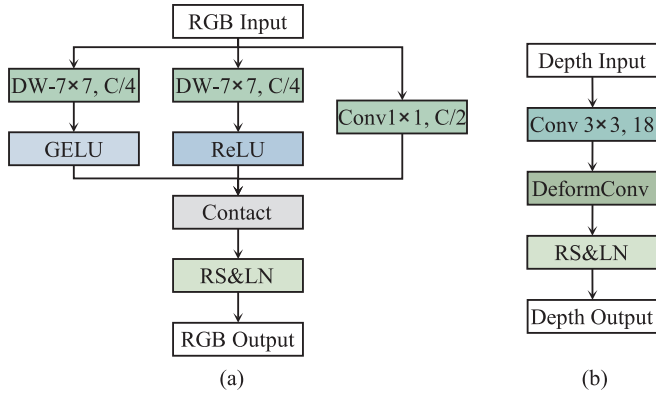 RGB Input
DW-7×7, C/4
DW-7×7, C/4
Conv1×1, C/2
GELU
ReLU
Contact
RS&LN
RGB Output
(a)
Depth Input
Conv 3×3, 18
DeformConv
RS&LN
Depth Output
(b)